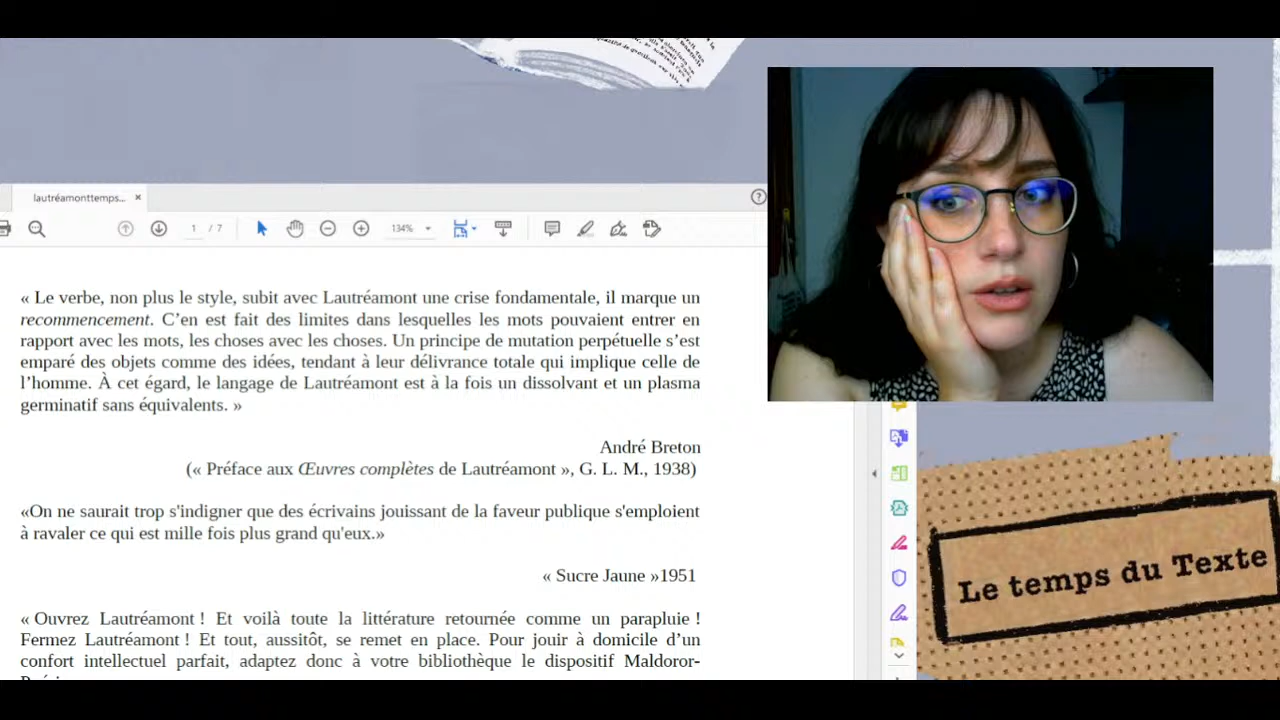 lautréamonttemps...
1 / 7
134%
« Le verbe, non plus le style, subit avec Lautréamont une crise fondamentale, il marque un
recommencement. C’en est fait des limites dans lesquelles les mots pouvaient entrer en
rapport avec les mots, les choses avec les choses. Un principe de mutation perpétuelle s’est
emparé des objets comme des idées, tendant à leur délivrance totale qui implique celle de
l’homme. À cet égard, le langage de Lautréamont est à la fois un dissolvant et un plasma
germinatif sans équivalents. »
André Breton
(« Préface aux Œuvres complètes de Lautréamont », G. L. M., 1938)
«On ne saurait trop s'indigner que des écrivains jouissant de la faveur publique s'emploient
à ravaler ce qui est mille fois plus grand qu'eux.»
« Sucre Jaune »1951
« Ouvrez Lautréamont ! Et voilà toute la littérature retournée comme un parapluie !
Fermez Lautréamont ! Et tout, aussitôt, se remet en place. Pour jouir à domicile d’un
confort intellectuel parfait, adaptez donc à votre bibliothèque le dispositif Maldoror-
Le temps du Texte